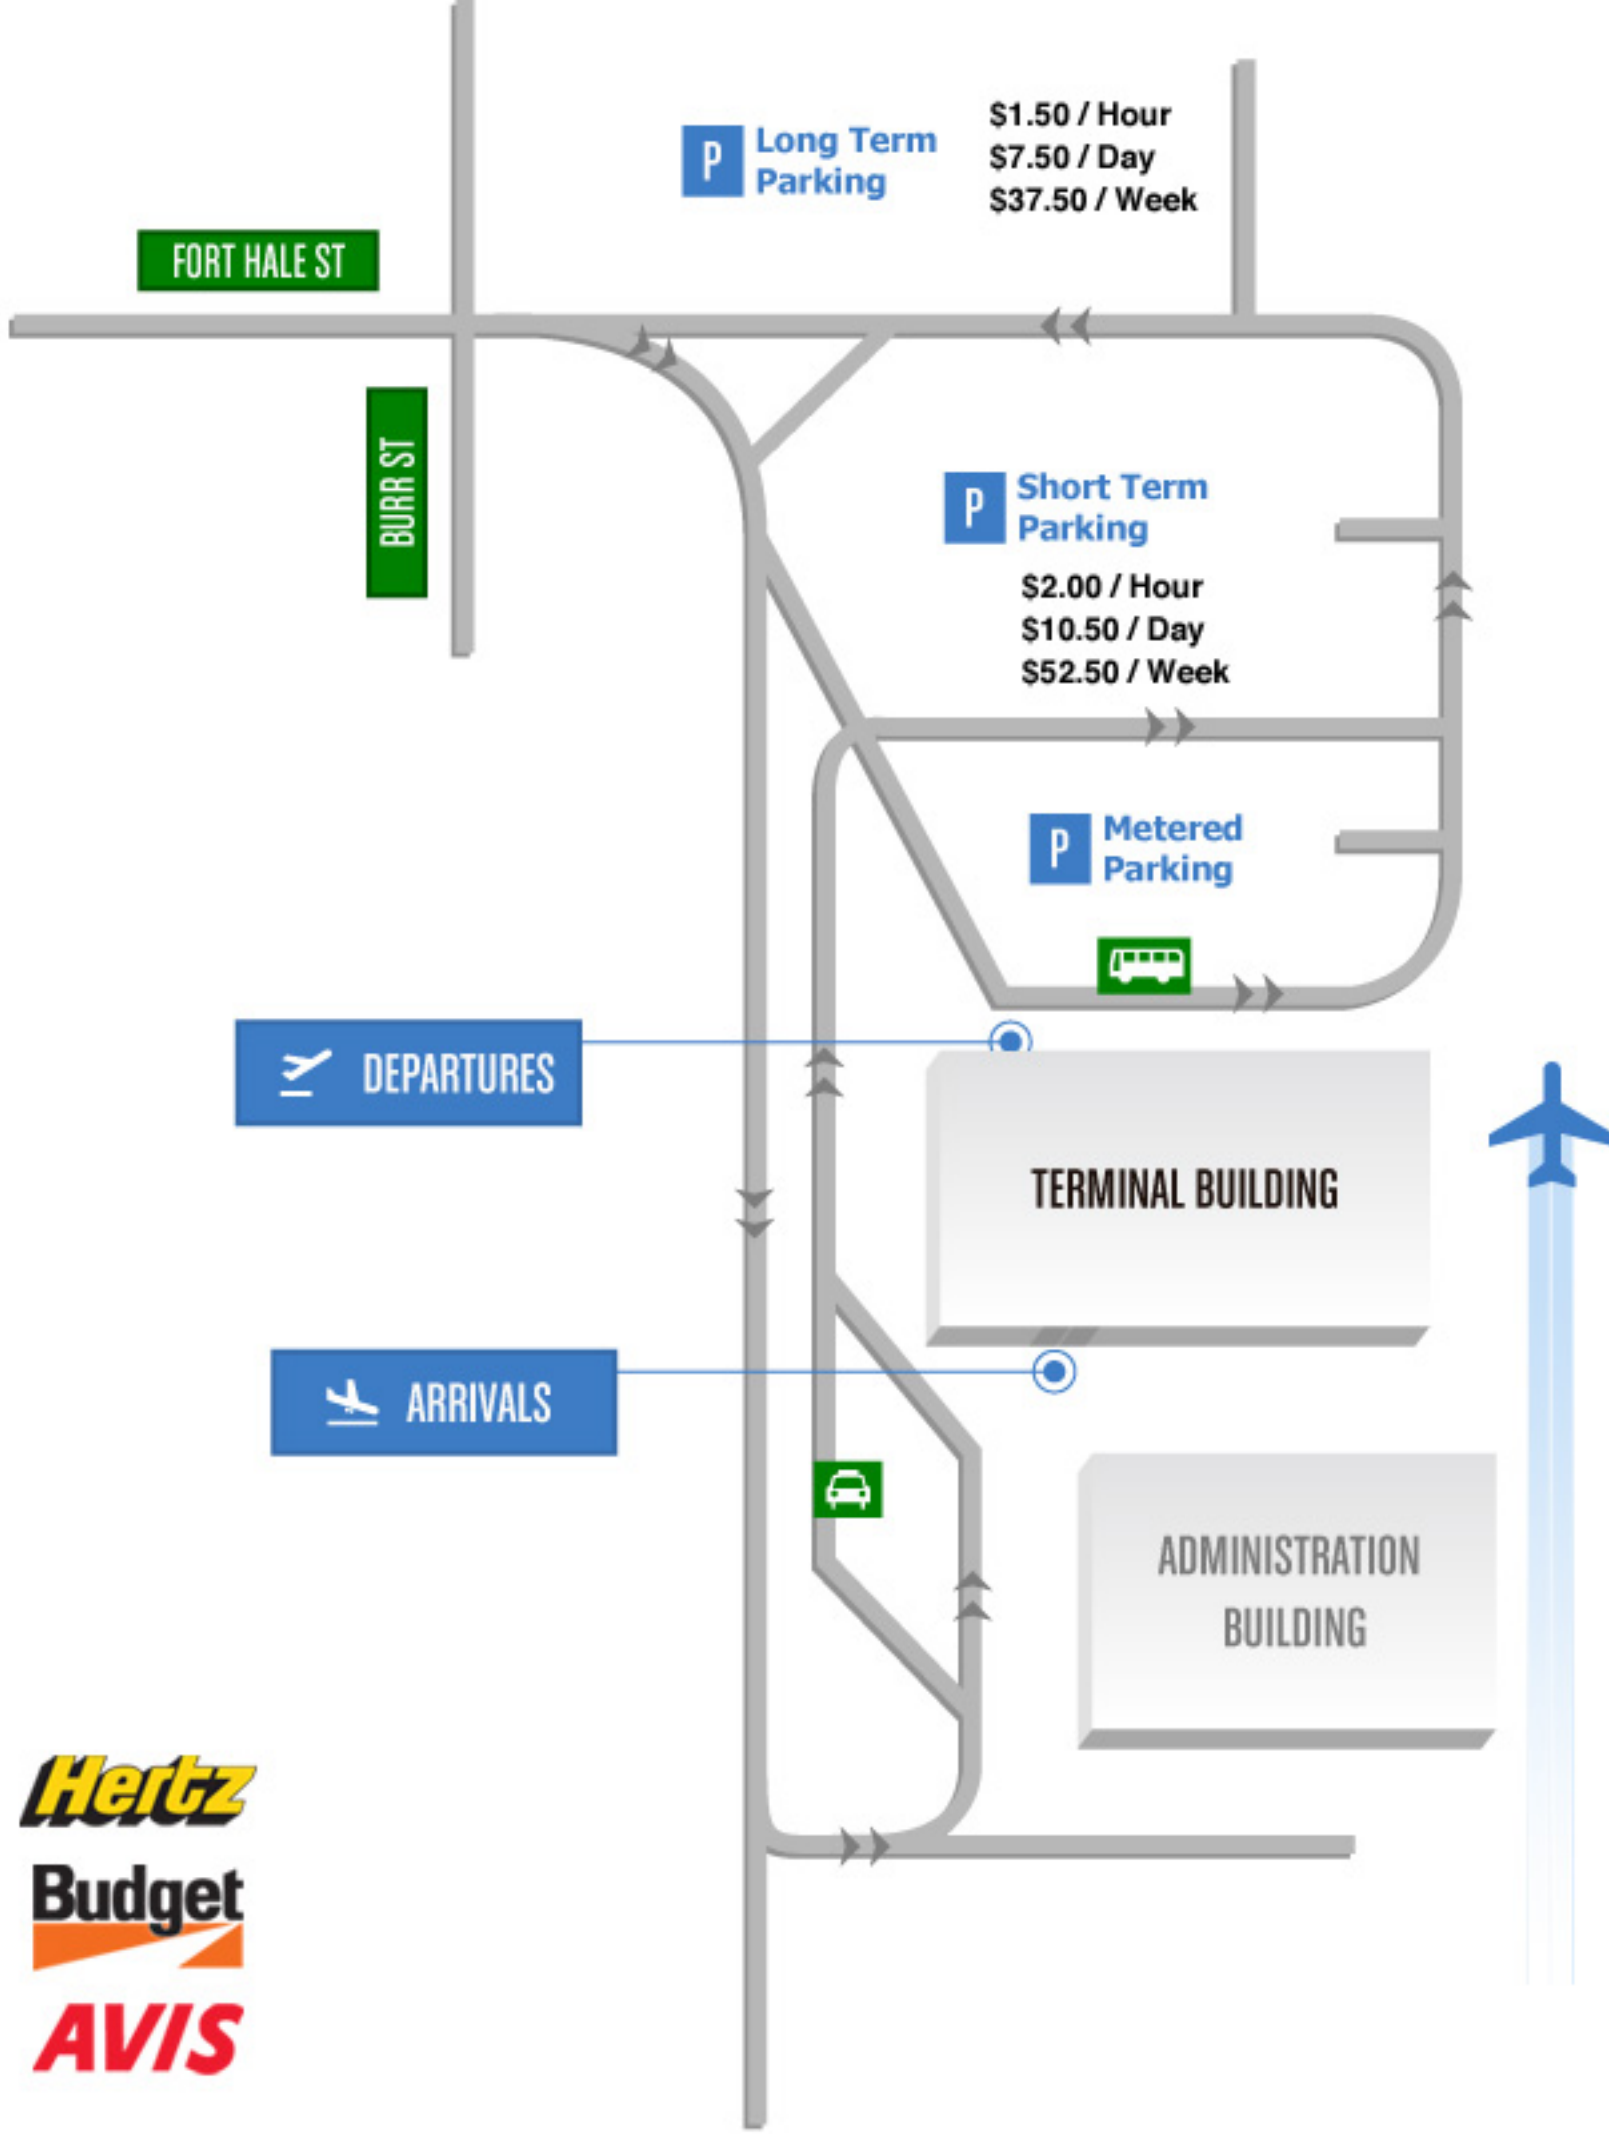 $1.50 / Hour
Long Term
$7.50 / Day
P
Parking
$37.50 / Week
FORT HALE ST
BURR ST
Short Term
P
Parking
$2.00 / Hour
$10.50 / Day
$52.50 / Week
Metered
P
Parking
DEPARTURES
TERMINAL BUILDING
ARRIVALS
ADMINISTRATION
BUILDING
Hertz
Budget
AVIS